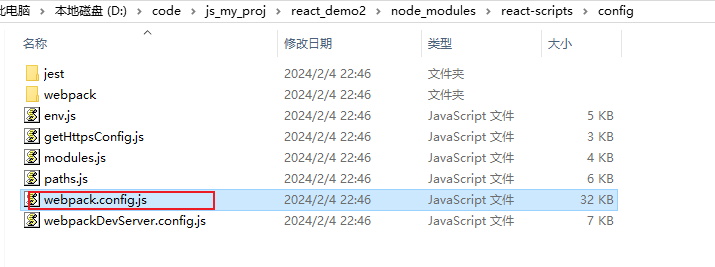 此电脑 > 本地磁盘 (D:) > code > js_my_proj > react_demo2 > node_modules > react-scripts > config
名称 修改日期 类型 大小
jest 2024/2/4 22:46 文件夹
webpack 2024/2/4 22:46 文件夹
env.js 2024/2/4 22:46 JavaScript 文件 5 KB
getHttpsConfig.js 2024/2/4 22:46 JavaScript 文件 3 KB
modules.js 2024/2/4 22:46 JavaScript 文件 4 KB
paths.js 2024/2/4 22:46 JavaScript 文件 6 KB
webpack.config.js 2024/2/4 22:46 JavaScript 文件 32 KB
webpackDevServer.config.js 2024/2/4 22:46 JavaScript 文件 7 KB